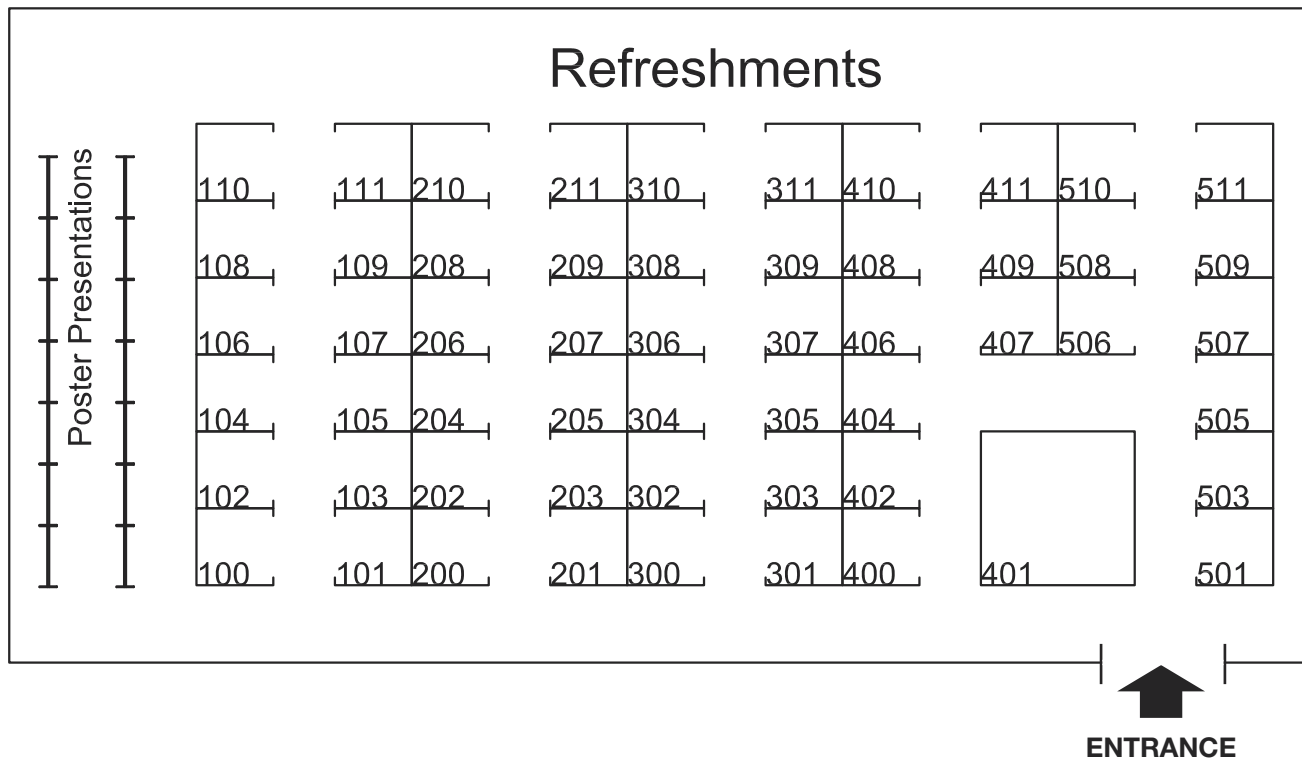 Refreshments
Poster Presentations
110 111 210 211 310 311 410 411 510 511
108 109 208 209 308 309 408 409 508 509
106 107 206 207 306 307 406 407 506 507
104 105 204 205 304 305 404 505
102 103 202 203 302 303 402 503
100 101 200 201 300 301 400 401 501
ENTRANCE